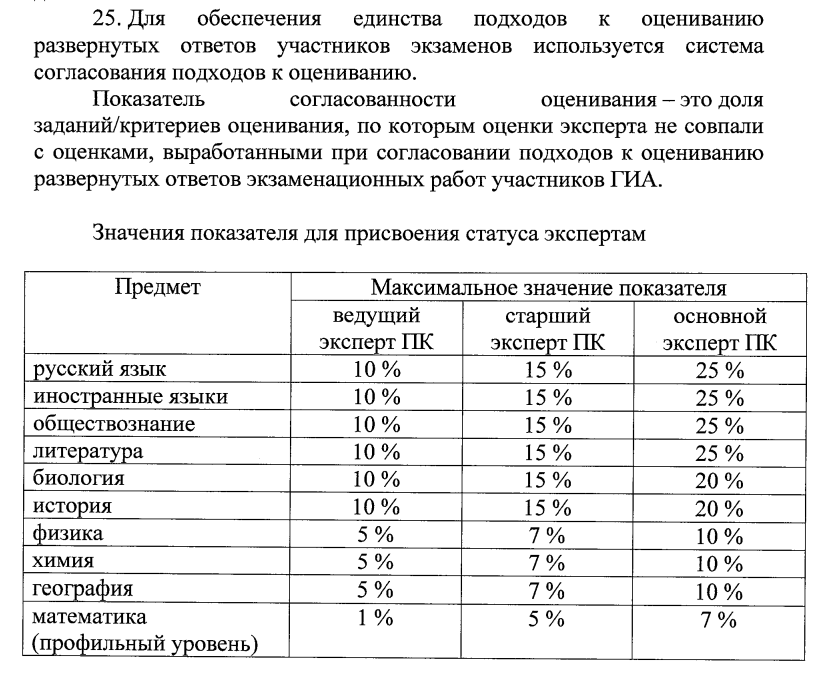 25. Для обеспечения единства подходов к оцениванию
развернутых ответов участников экзаменов используется система
согласования подходов к оцениванию.
Показатель согласованности оценивания – это доля
заданий/критериев оценивания, по которым оценки эксперта не совпали
с оценками, выработанными при согласовании подходов к оцениванию
развернутых ответов экзаменационных работ участников ГИА.
Значения показателя для присвоения статуса экспертам
Предмет Максимальное значение показателя
ведущий старший основной
эксперт ПК эксперт ПК эксперт ПК
русский язык 10 % 15 % 25 %
иностранные языки 10 % 15 % 25 %
обществознание 10 % 15 % 25 %
литература 10 % 15 % 25 %
биология 10 % 15 % 20 %
история 10 % 15 % 20 %
физика 5 % 7 % 10 %
химия 5 % 7 % 10 %
география 5 % 7 % 10 %
математика 1 % 5 % 7 %
(профильный уровень)